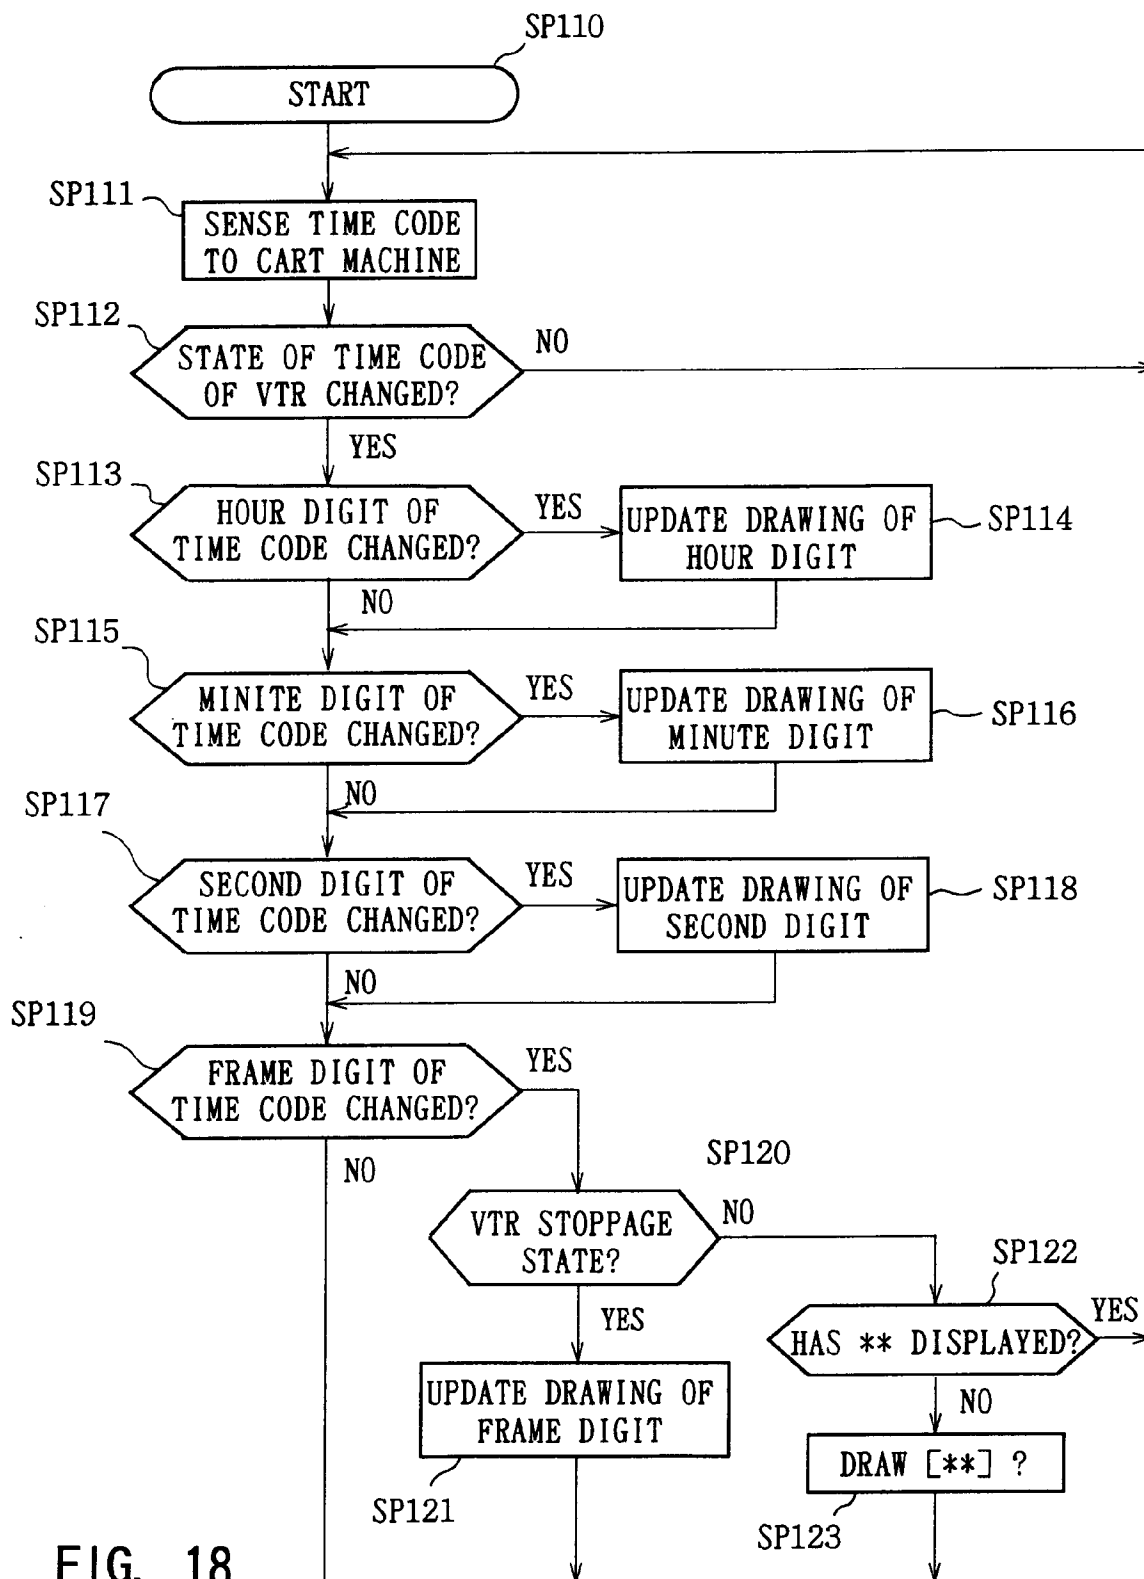 SP110
START
SP111
SENSE TIME CODE
TO CART MACHINE
SP112
STATE OF TIME CODE
OF VTR CHANGED?
NO
YES
SP113
HOUR DIGIT OF
TIME CODE CHANGED?
YES
UPDATE DRAWING OF
HOUR DIGIT
SP114
NO
SP115
MINITE DIGIT OF
TIME CODE CHANGED?
YES
UPDATE DRAWING OF
MINUTE DIGIT
SP116
NO
SP117
SECOND DIGIT OF
TIME CODE CHANGED?
YES
UPDATE DRAWING OF
SECOND DIGIT
SP118
NO
SP119
FRAME DIGIT OF
TIME CODE CHANGED?
YES
NO
SP120
VTR STOPPAGE
STATE?
NO
YES
SP122
HAS ** DISPLAYED?
YES
NO
UPDATE DRAWING OF
FRAME DIGIT
SP121
DRAW [**] ?
SP123
FIG. 18